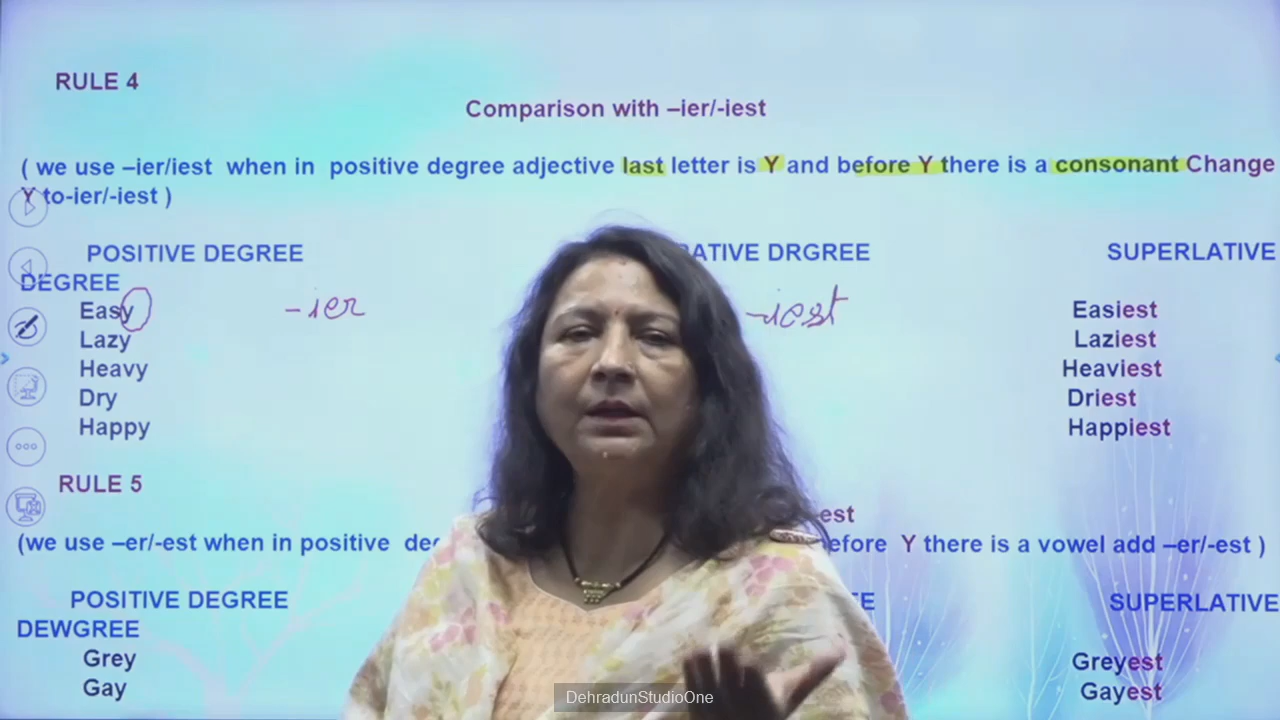 RULE 4
Comparison with –ier/-iest
( we use –ier/iest when in positive degree adjective last letter is Y and before Y there is a consonant Change
Y to-ier/-iest )
POSITIVE DEGREE RATIVE DRGREE SUPERLATIVE
DEGREE
Easy -ier -iest Easiest
Lazy Laziest
Heavy Heaviest
Dry Driest
Happy Happiest
RULE 5
est
(we use –er/-est when in positive efore Y there is a vowel add –er/-est )
POSITIVE DEGREE SUPERLATIVE
DEWGREE
Grey Greyest
Gay Gayest
DehradunStudioOne